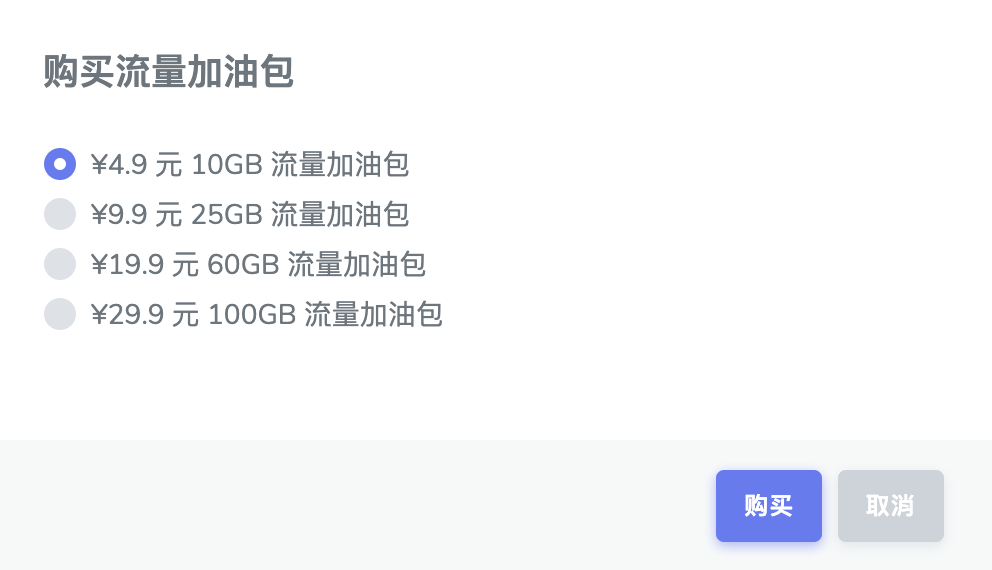 购买流量加油包
¥4.9 元 10GB 流量加油包
¥9.9 元 25GB 流量加油包
¥19.9 元 60GB 流量加油包
¥29.9 元 100GB 流量加油包
购买 取消